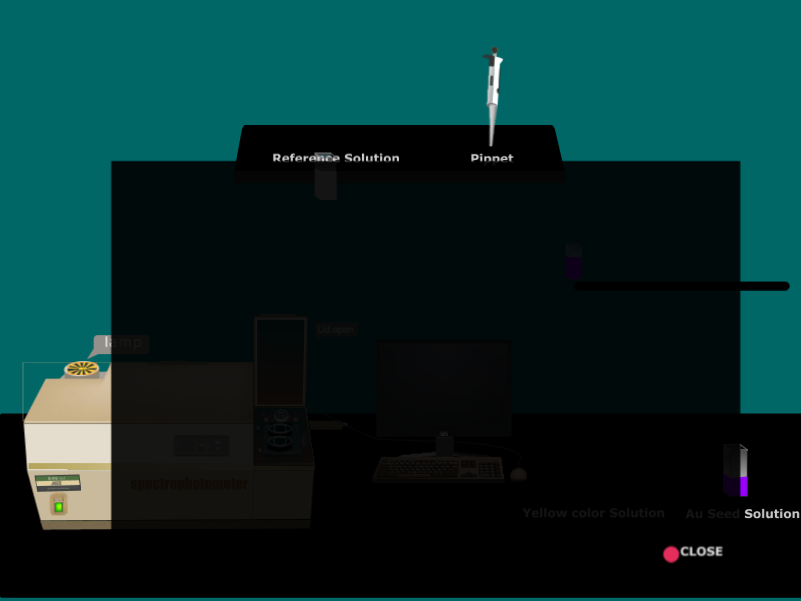 Reference Solution
Pippet
Lid open
lamp
spectrophotometer
Yellow color Solution
Au Seed Solution
CLOSE